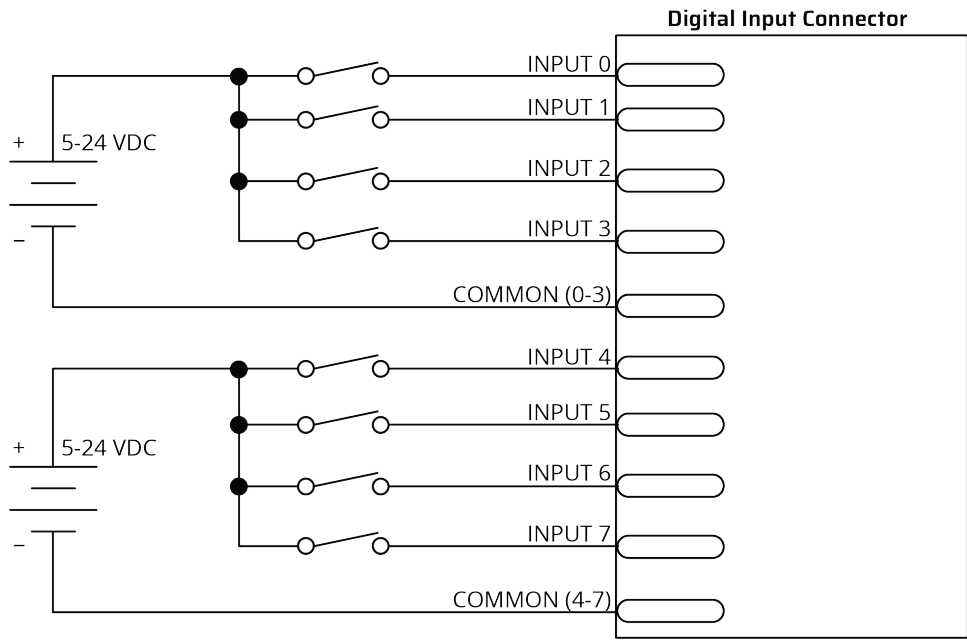 Digital Input Connector
INPUT 0
INPUT 1
+ 5-24 VDC
INPUT 2
INPUT 3
–
COMMON (0-3)
INPUT 4
INPUT 5
+ 5-24 VDC
INPUT 6
INPUT 7
–
COMMON (4-7)